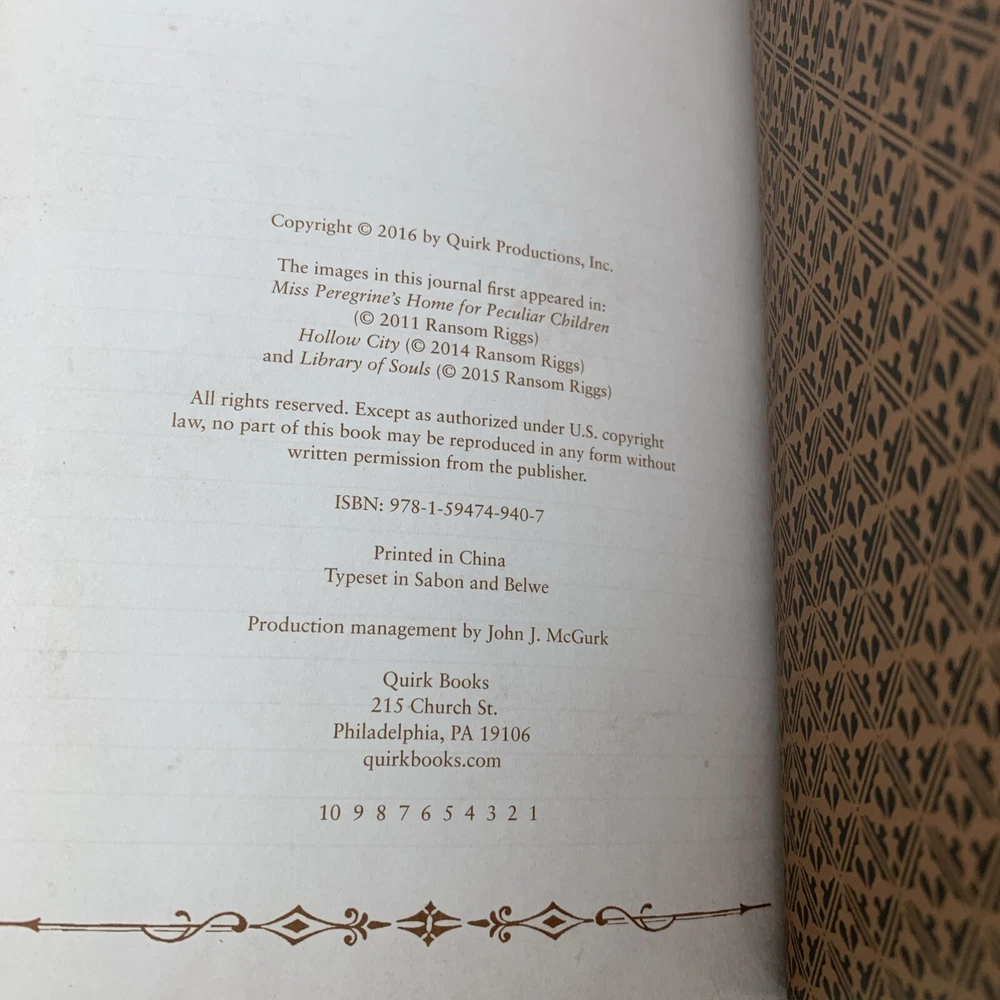 Copyright © 2016 by Quirk Productions, Inc.
The images in this journal first appeared in:
Miss Peregrine's Home for Peculiar Children
(© 2011 Ransom Riggs)
Hollow City (© 2014 Ransom Riggs)
and Library of Souls (© 2015 Ransom Riggs)
All rights reserved. Except as authorized under U.S. copyright
law, no part of this book may be reproduced in any form without
written permission from the publisher.
ISBN: 978-1-59474-940-7
Printed in China
Typeset in Sabon and Belwe
Production management by John J. McGurk
Quirk Books
215 Church St.
Philadelphia, PA 19106
quirkbooks.com
10 9 8 7 6 5 4 3 2 1